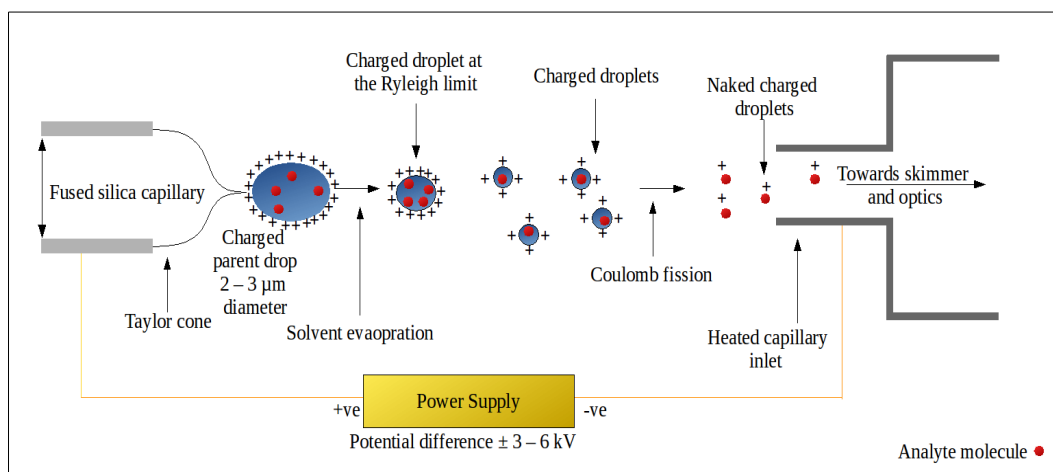 Charged droplet at
the Ryleigh limit
Charged droplets
Naked charged
droplets
Fused silica capillary
Towards skimmer
and optics
Charged
parent drop
2 – 3 µm
diameter
Taylor cone
Solvent evaopration
Coulomb fission
Heated capillary
inlet
+ve
Power Supply
-ve
Potential difference ± 3 – 6 kV
Analyte molecule